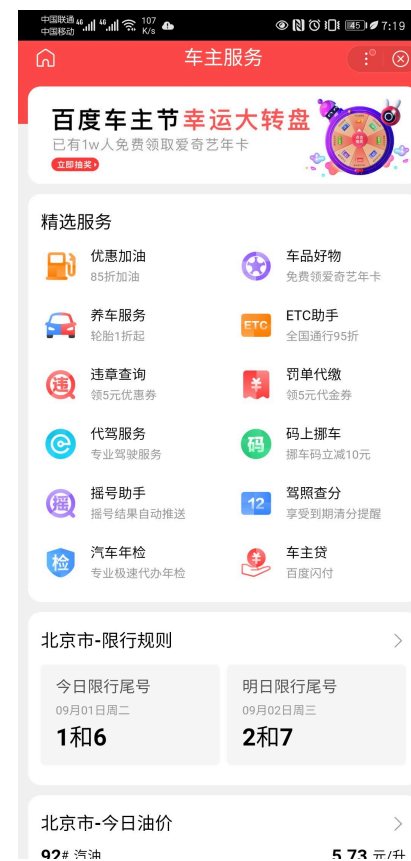 中国联通 46 46 107
中国移动 K/s 45 7:19
车主服务
百度车主节幸运大转盘
已有1w人免费领取爱奇艺年卡
立即抽奖
精选服务
优惠加油
85折加油
车品好物
免费领爱奇艺年卡
养车服务
轮胎1折起
ETC
ETC助手
全国通行95折
违
违章查询
领5元优惠券
¥
罚单代缴
领5元代金券
代驾服务
专业驾驶服务
码
码上挪车
挪车码立减10元
摇
摇号助手
摇号结果自动推送
12
驾照查分
享受到期清分提醒
检
汽车年检
专业极速代办年检
¥
车主贷
百度闪付
北京市-限行规则
今日限行尾号
09月01日周二
1和6
明日限行尾号
09月02日周三
2和7
北京市-今日油价
92# 汽油 5.73 元/升